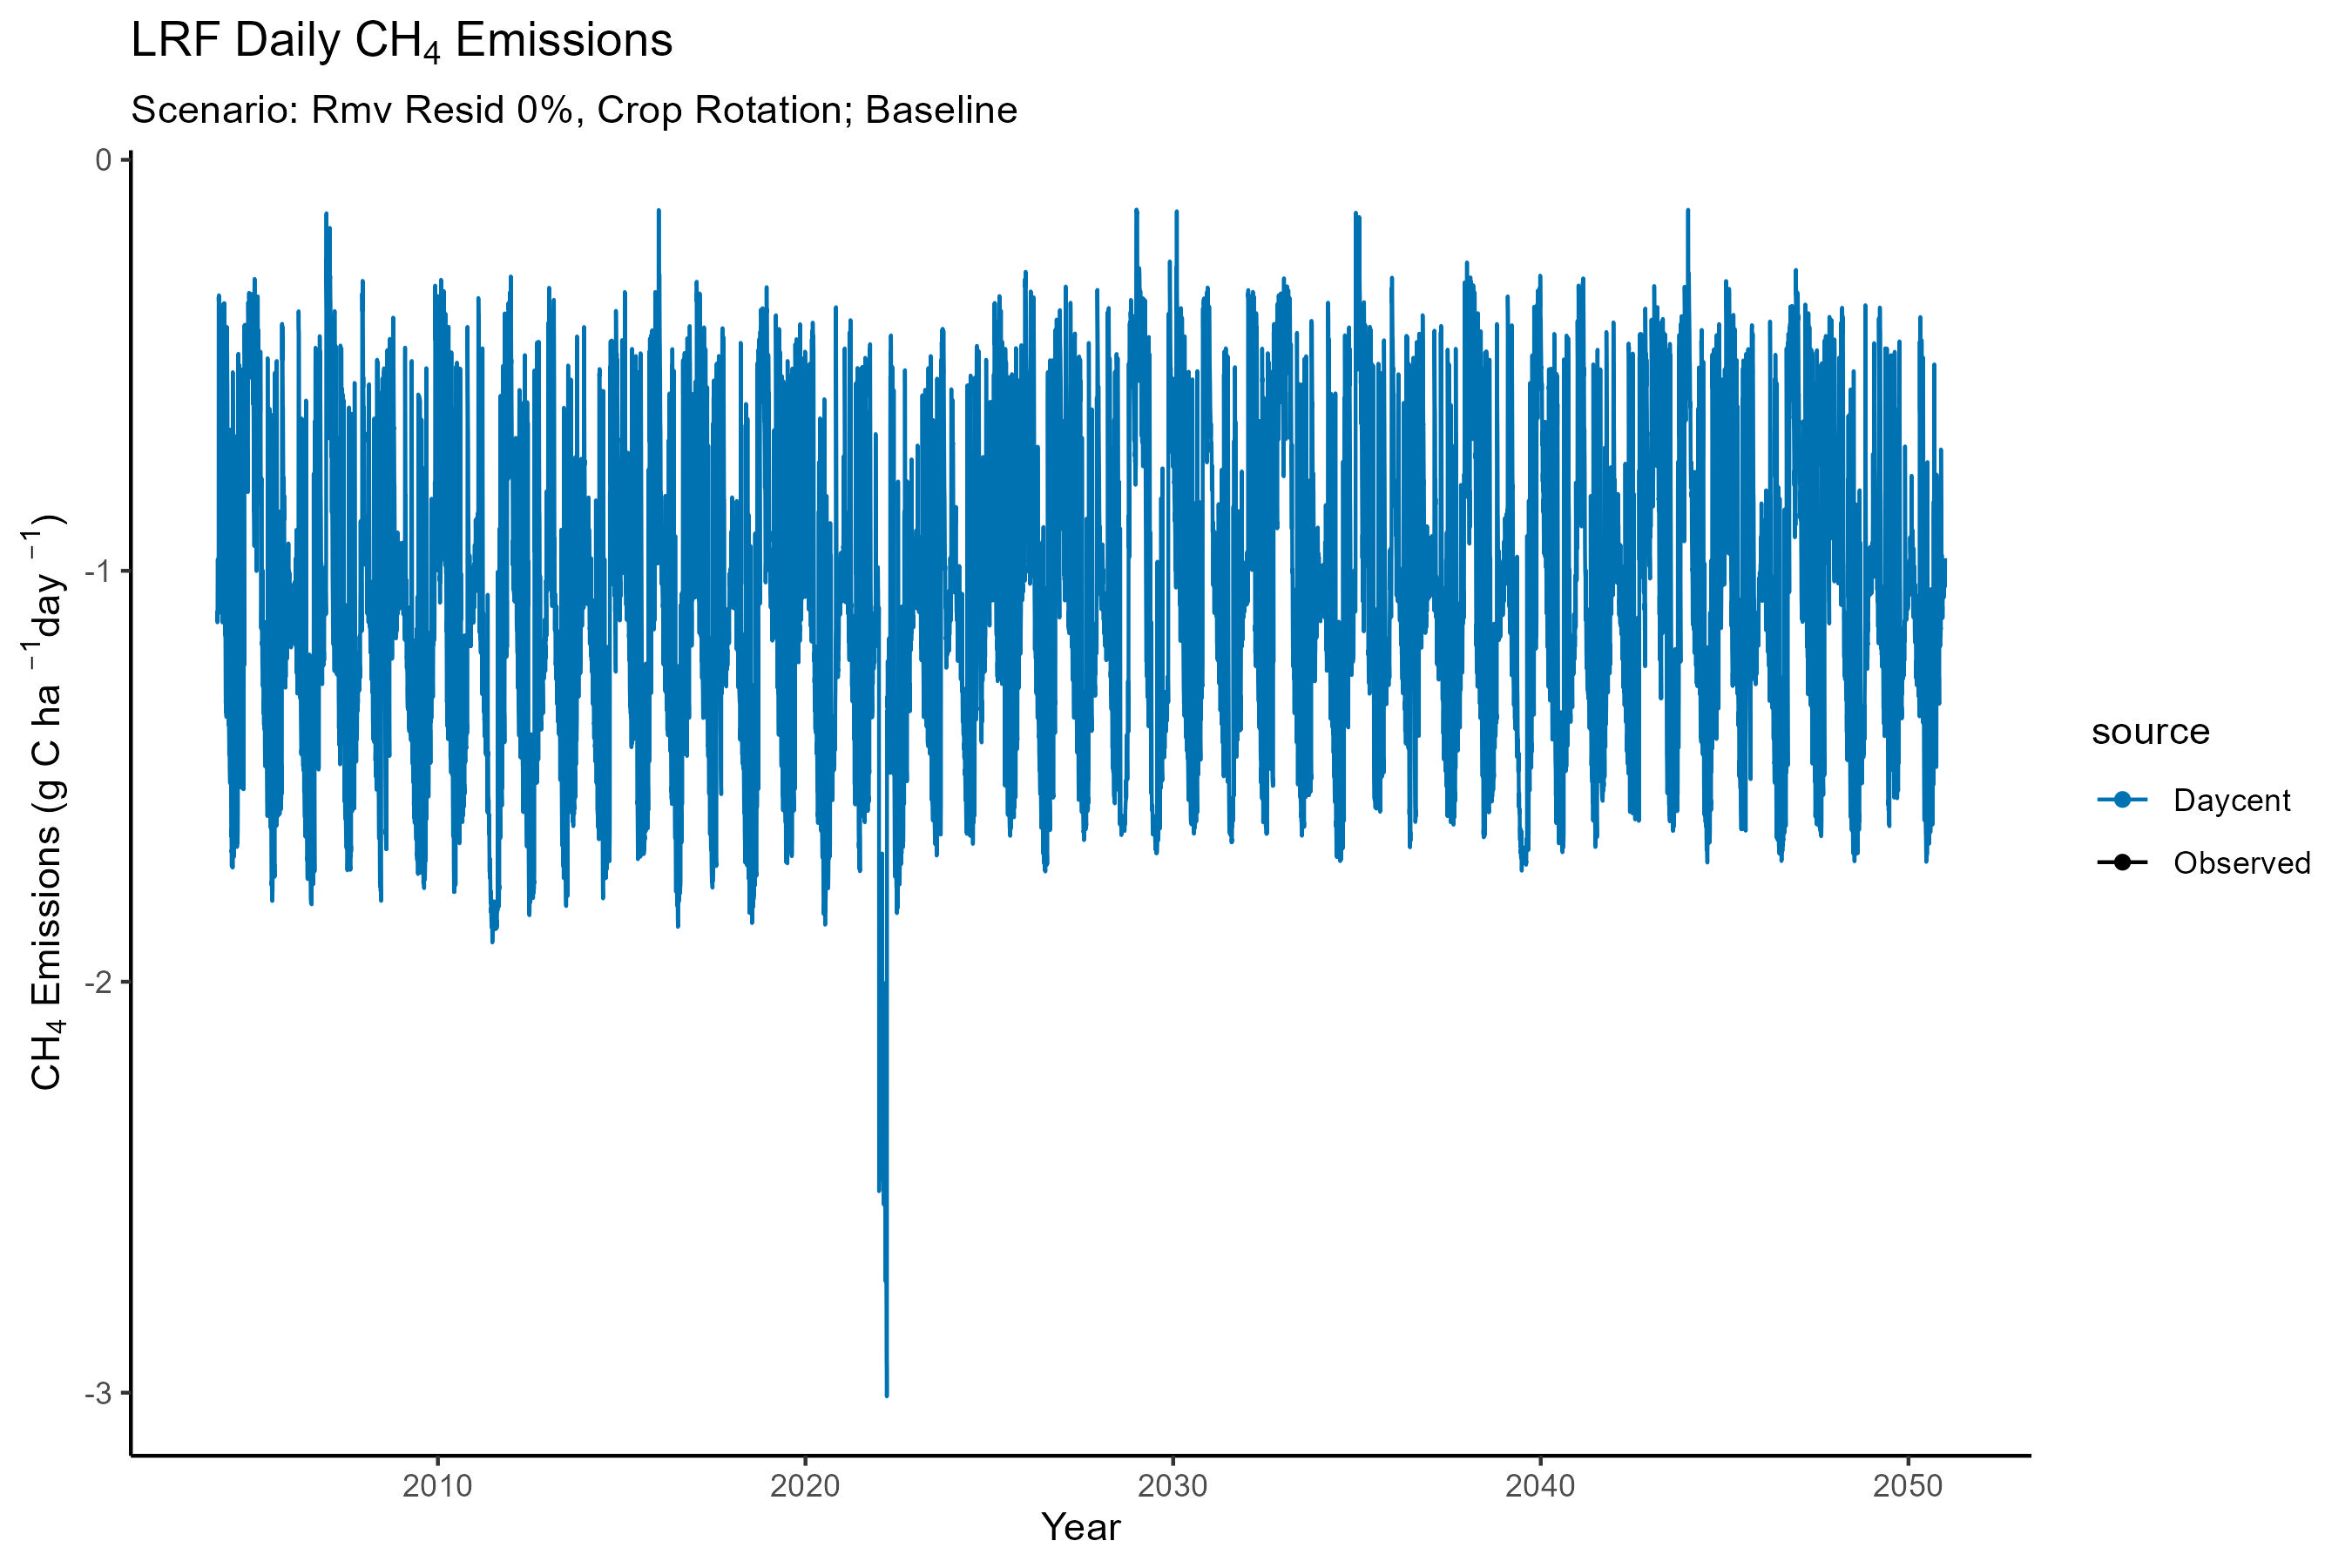 LRF Daily CH₄ Emissions
Scenario: Rmv Resid 0%, Crop Rotation; Baseline
CH₄ Emissions (g C ha ⁻¹day ⁻¹)
0
-1
-2
-3
2010 2020 2030 2040 2050
Year
source
Daycent
Observed